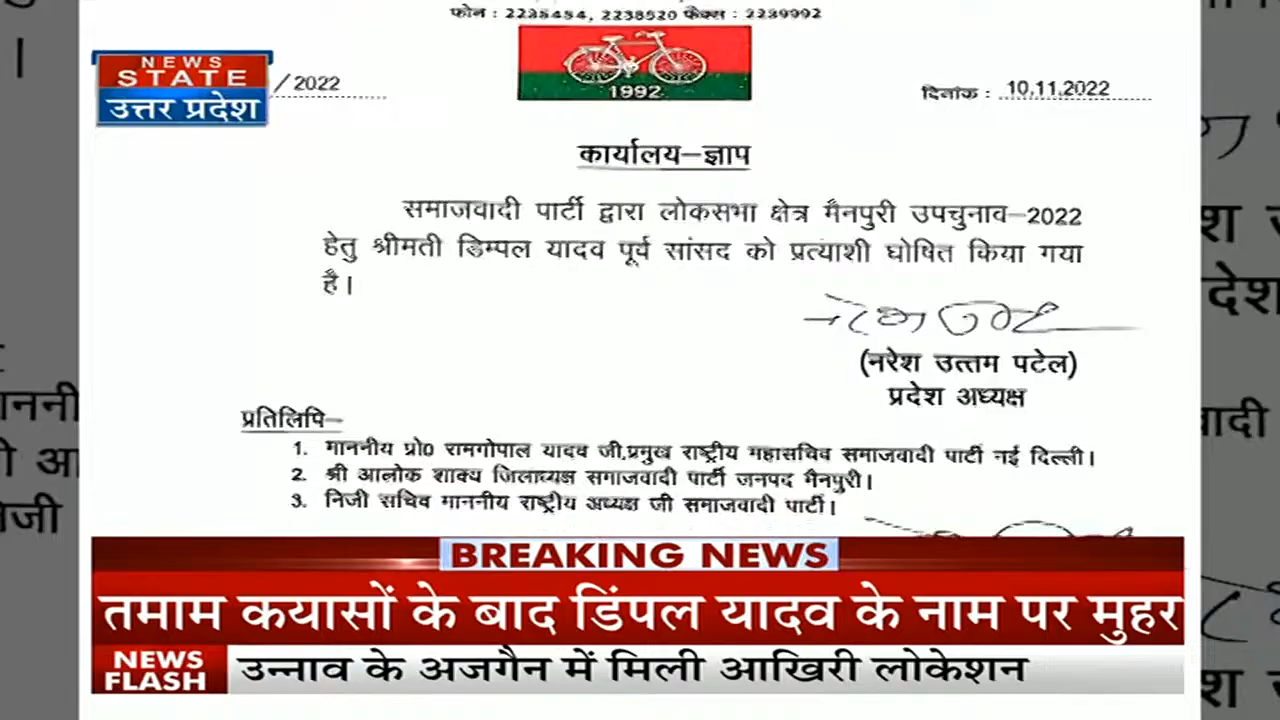 फोन : 2235454, 2238520 फैक्स : 2239992
NEWS
STATE
उत्तर प्रदेश
/ 2022
1992
दिनांक : 10.11.2022
कार्यालय–ज्ञाप
समाजवादी पार्टी द्वारा लोकसभा क्षेत्र मैनपुरी उपचुनाव–2022
हेतु श्रीमती डिम्पल यादव पूर्व सांसद को प्रत्याशी घोषित किया गया
है।
(नरेश उत्तम पटेल)
प्रदेश अध्यक्ष
प्रतिलिपि–
1. माननीय प्रो0 रामगोपाल यादव जी,प्रमुख राष्ट्रीय महासचिव समाजवादी पार्टी नई दिल्ली।
2. श्री आलोक शाक्य जिलाध्यक्ष समाजवादी पार्टी जनपद मैनपुरी।
3. निजी सचिव माननीय राष्ट्रीय अध्यक्ष जी समाजवादी पार्टी।
BREAKING NEWS
तमाम कयासों के बाद डिंपल यादव के नाम पर मुहर
NEWS
FLASH
उन्नाव के अजगैन में मिली आखिरी लोकेशन